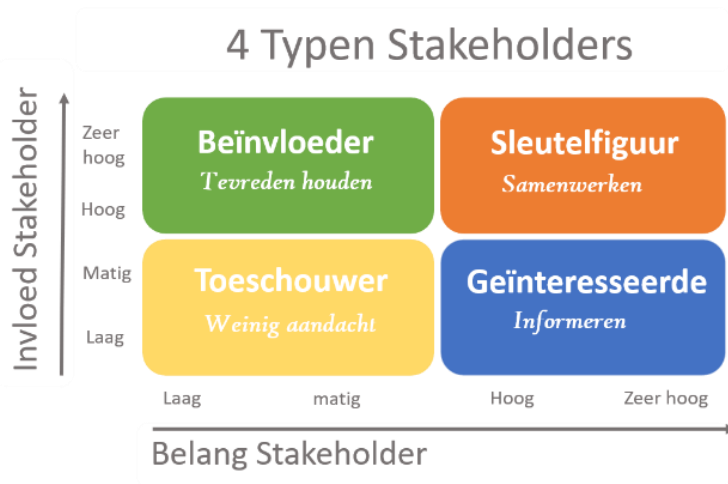 4 Typen Stakeholders
Invloed Stakeholder
Zeer
hoog
Hoog
Matig
Laag
Beïnvloeder
Tevreden houden
Sleutelfiguur
Samenwerken
Toeschouwer
Weinig aandacht
Geïnteresseerde
Informeren
Laag
matig
Hoog
Zeer hoog
Belang Stakeholder